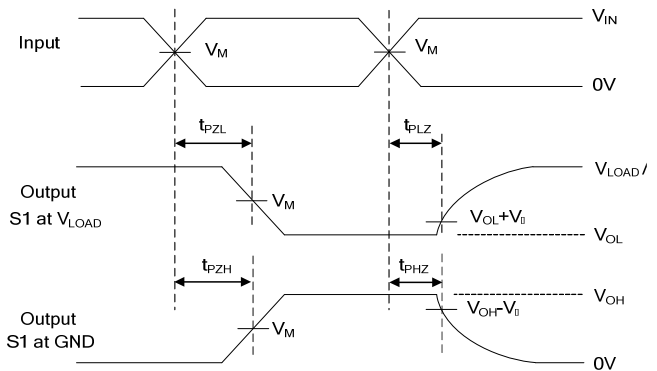 V_IN
Input
V_M
V_M
0V
t_PZL
t_PLZ
V_LOAD/
Output
S1 at V_LOAD
V_M
V_OL+V▯
V_OL
t_PZH
t_PHZ
V_OH
Output
S1 at GND
V_M
V_OH-V▯
0V